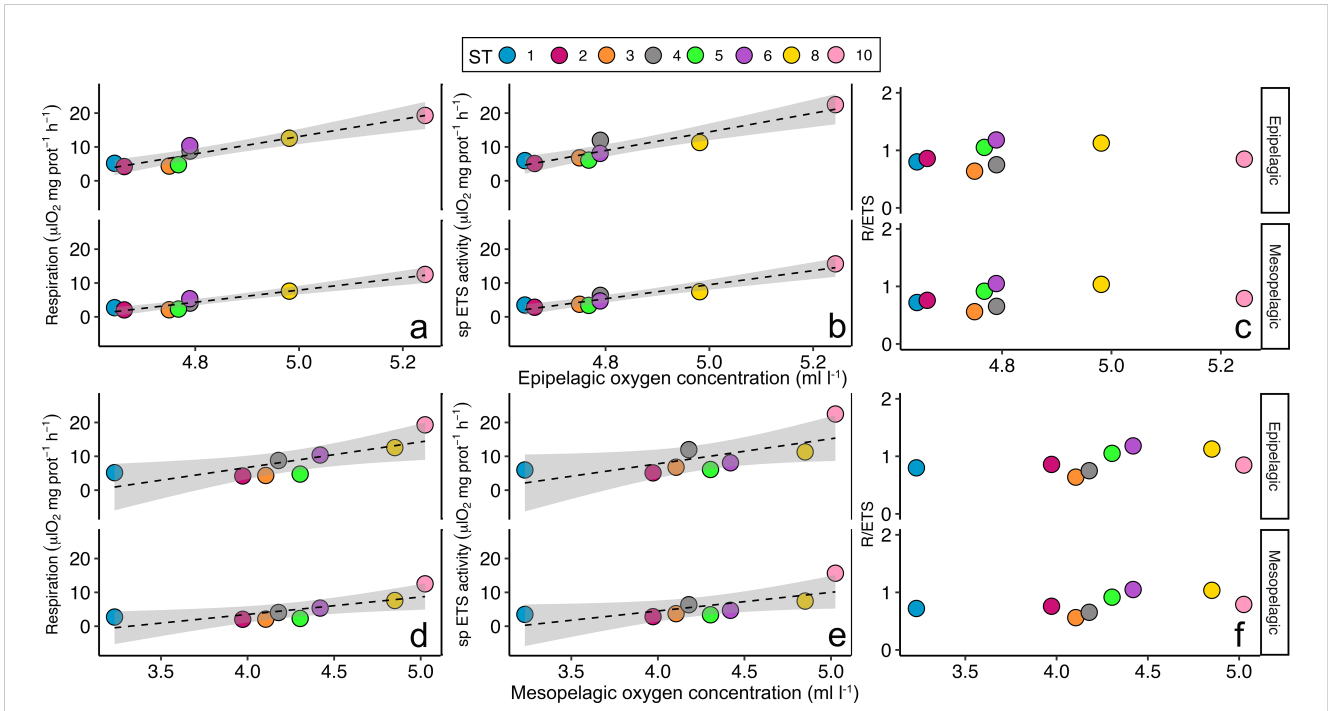 ST 1 2 3 4 5 6 8 10
Respiration (μlO₂ mg prot⁻¹ h⁻¹)
20
10
0
20
10
0
4.8 5.0 5.2
a
sp ETS activity (μlO₂ mg prot⁻¹ h⁻¹)
20
10
0
20
10
0
4.8 5.0 5.2
b
R/ETS
2
1
0
2
1
0
4.8 5.0 5.2
c
Epipelagic
Mesopelagic
Epipelagic oxygen concentration (ml l⁻¹)
Respiration (μlO₂ mg prot⁻¹ h⁻¹)
20
10
0
20
10
0
3.5 4.0 4.5 5.0
d
sp ETS activity (μlO₂ mg prot⁻¹ h⁻¹)
20
10
0
20
10
0
3.5 4.0 4.5 5.0
e
R/ETS
2
1
0
2
1
0
3.5 4.0 4.5 5.0
f
Epipelagic
Mesopelagic
Mesopelagic oxygen concentration (ml l⁻¹)